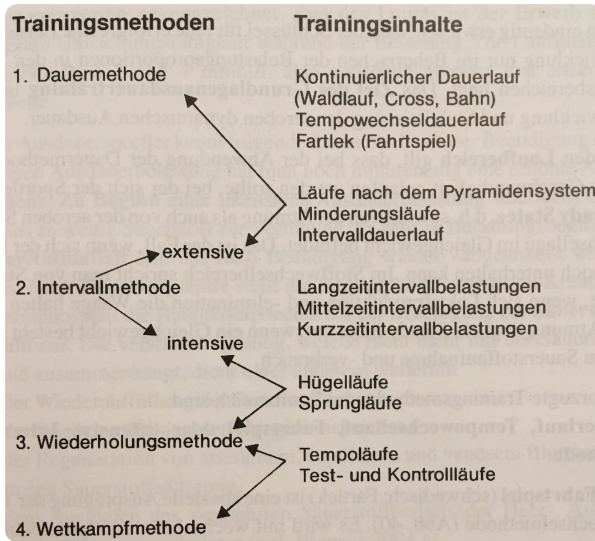 Trainingsmethoden Trainingsinhalte
1. Dauermethode Kontinuierlicher Dauerlauf
(Waldlauf, Cross, Bahn)
Tempowechseldauerlauf
Fartlek (Fahrtspiel)
Läufe nach dem Pyramidensystem
Minderungsläufe
Intervalldauerlauf
extensive
2. Intervallmethode Langzeitintervallbelastungen
Mittelzeitintervallbelastungen
Kurzzeitintervallbelastungen
intensive
Hügelläufe
Sprungläufe
3. Wiederholungsmethode
Tempoläufe
Test- und Kontrolläufe
4. Wettkampfmethode